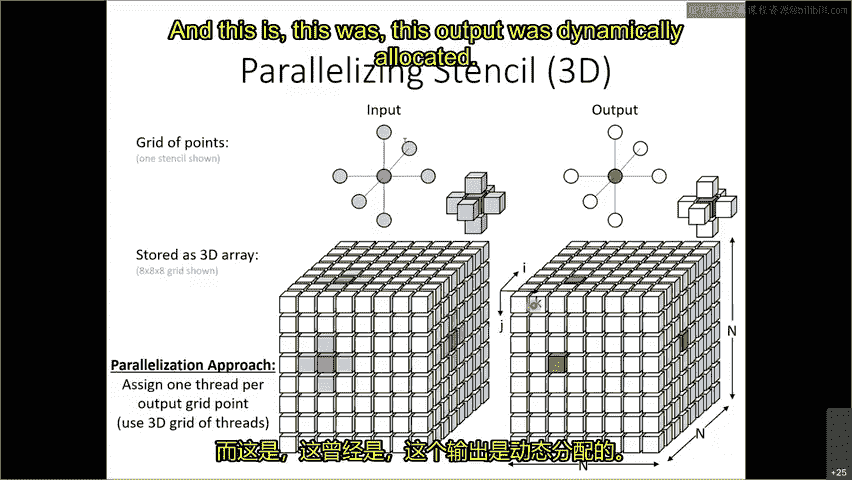 And this is, this was, this output was dynamically
allocated.
Parallelizing Stencil (3D)
Input
Output
Grid of points:
(one stencil shown)
Stored as 3D array:
(8x8x8 grid shown)
i
j
k
N
Parallelization Approach:
Assign one thread per
output grid point
(use 3D grid of threads)
N
N
而这是，这曾经是，这个输出是动态分配的。
+25